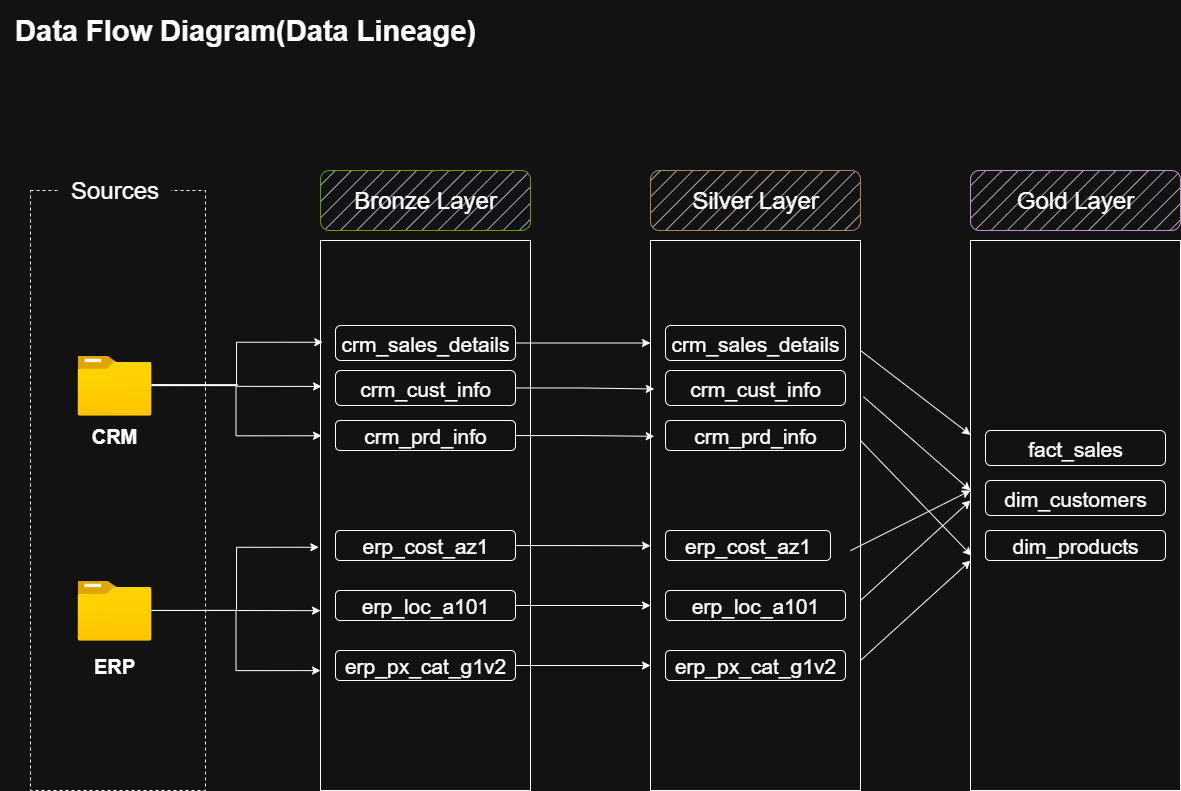 Data Flow Diagram(Data Lineage)
Sources
Bronze Layer
Silver Layer
Gold Layer
CRM
ERP
crm_sales_details
crm_cust_info
crm_prd_info
erp_cost_az1
erp_loc_a101
erp_px_cat_g1v2
crm_sales_details
crm_cust_info
crm_prd_info
erp_cost_az1
erp_loc_a101
erp_px_cat_g1v2
fact_sales
dim_customers
dim_products